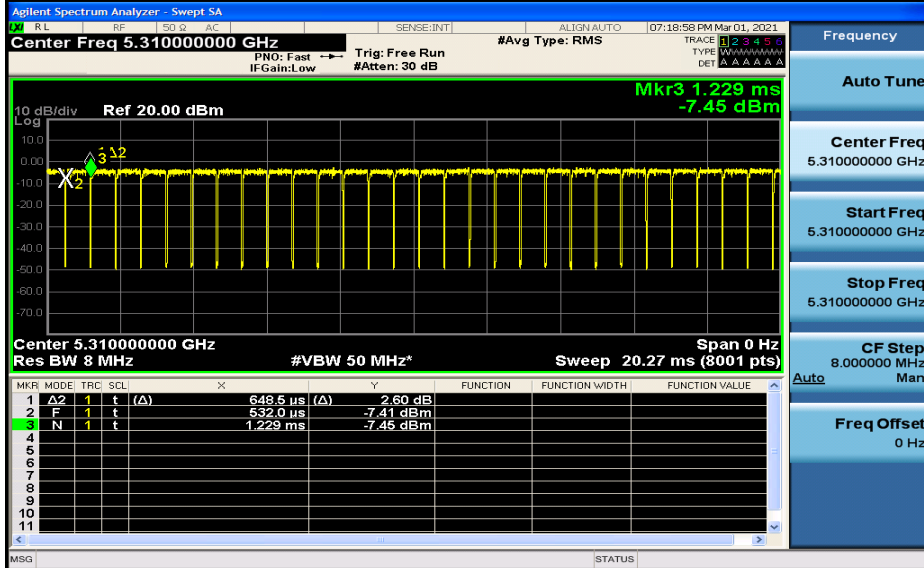 Agilent Spectrum Analyzer - Swept SA
LXI RL RF 50 Ω AC SENSE:INT ALIGN AUTO 07:18:58 PM Mar 01, 2021
Center Freq 5.310000000 GHz
#Avg Type: RMS
TRACE 1 2 3 4 5 6
PNO: Fast Trig: Free Run
TYPE WWWWWW
IFGain:Low #Atten: 30 dB
DET A A A A A A
Mkr3 1.229 ms
10 dB/div Ref 20.00 dBm -7.45 dBm
Log
10.0
0.00
-10.0
-20.0
-30.0
-40.0
-50.0
-60.0
-70.0
3 1Δ2
2
Center 5.310000000 GHz Span 0 Hz
Res BW 8 MHz #VBW 50 MHz* Sweep 20.27 ms (8001 pts)
MKR MODE TRC SCL X Y FUNCTION FUNCTION WIDTH FUNCTION VALUE
1 Δ2 1 t (Δ) 648.5 µs (Δ) 2.60 dB
2 F 1 t 532.0 µs -7.41 dBm
3 N 1 t 1.229 ms -7.45 dBm
4
5
6
7
8
9
10
11
MSG STATUS
Frequency
Auto Tune
Center Freq
5.310000000 GHz
Start Freq
5.310000000 GHz
Stop Freq
5.310000000 GHz
CF Step
8.000000 MHz
Auto Man
Freq Offset
0 Hz